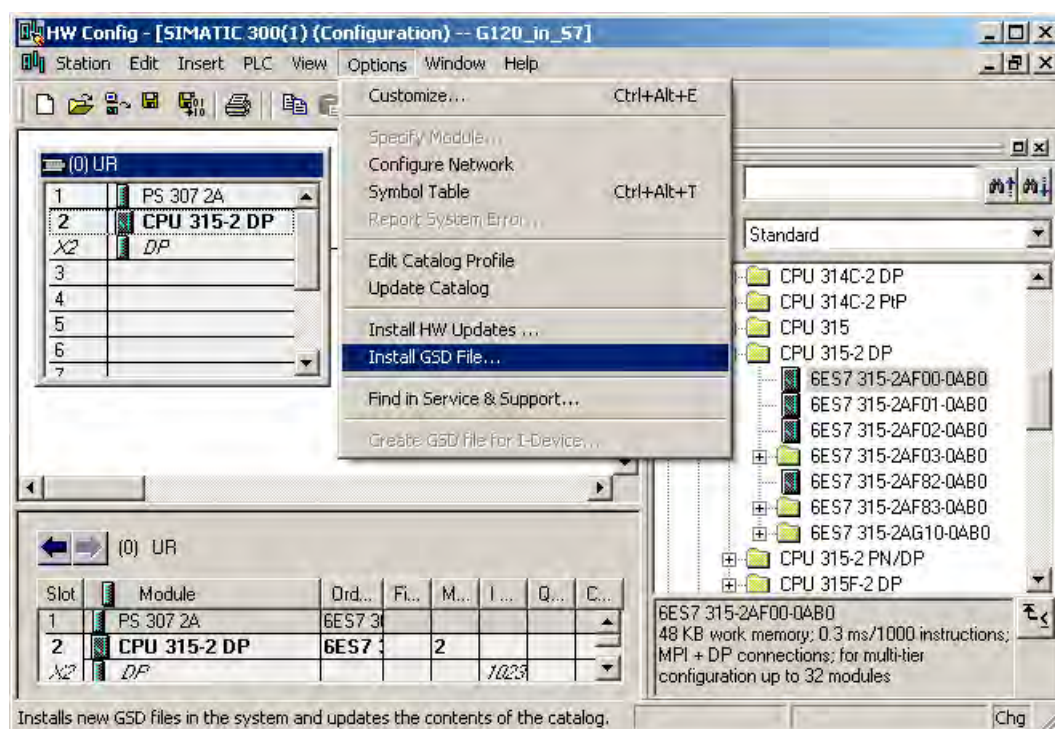 HW Config - [SIMATIC 300(1) (Configuration) -- G120_in_S7]
Station Edit Insert PLC View Options Window Help
Customize... Ctrl+Alt+E
Specify Module...
Configure Network
Symbol Table Ctrl+Alt+T
Report System Error...
Edit Catalog Profile
Update Catalog
Install HW Updates ...
Install GSD File...
Find in Service & Support...
Create GSD file for I-Device...
(0) UR
1 PS 307 2A
2 CPU 315-2 DP
X2 DP
3
4
5
6
7
Standard
CPU 314C-2 DP
CPU 314C-2 PtP
CPU 315
CPU 315-2 DP
6ES7 315-2AF00-0AB0
6ES7 315-2AF01-0AB0
6ES7 315-2AF02-0AB0
6ES7 315-2AF03-0AB0
6ES7 315-2AF82-0AB0
6ES7 315-2AF83-0AB0
6ES7 315-2AG10-0AB0
CPU 315-2 PN/DP
CPU 315F-2 DP
(0) UR
Slot Module Ord... Fi... M... I ... Q... C...
1 PS 307 2A 6ES7 3
2 CPU 315-2 DP 6ES7 2
X2 DP 1023
6ES7 315-2AF00-0AB0
48 KB work memory; 0.3 ms/1000 instructions;
MPI + DP connections; for multi-tier
configuration up to 32 modules
Installs new GSD files in the system and updates the contents of the catalog. Chg